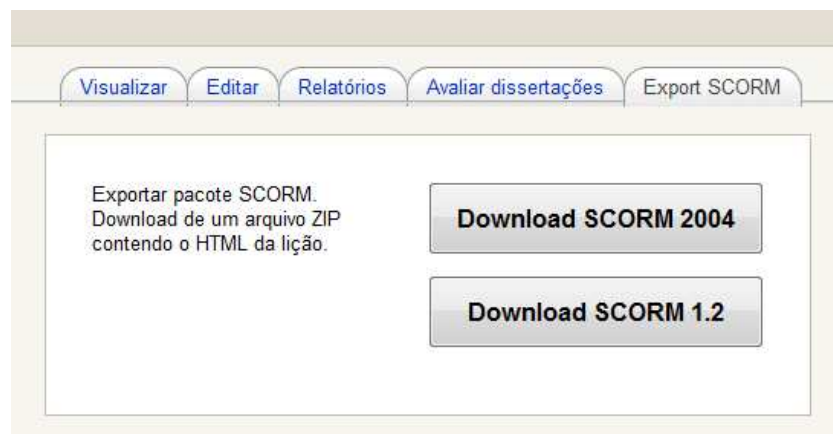 Visualizar Editar Relatórios Avaliar dissertações Export SCORM
Exportar pacote SCORM.
Download de um arquivo ZIP
contendo o HTML da lição.
Download SCORM 2004
Download SCORM 1.2